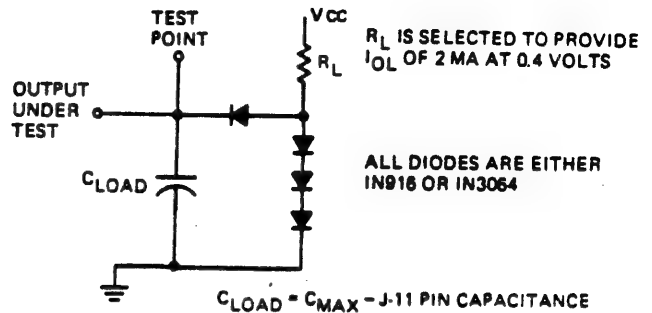 TEST
POINT
VCC
RL IS SELECTED TO PROVIDE
IOL OF 2 MA AT 0.4 VOLTS
RL
OUTPUT
UNDER
TEST
CLOAD
ALL DIODES ARE EITHER
IN916 OR IN3064
CLOAD = CMAX – J-11 PIN CAPACITANCE